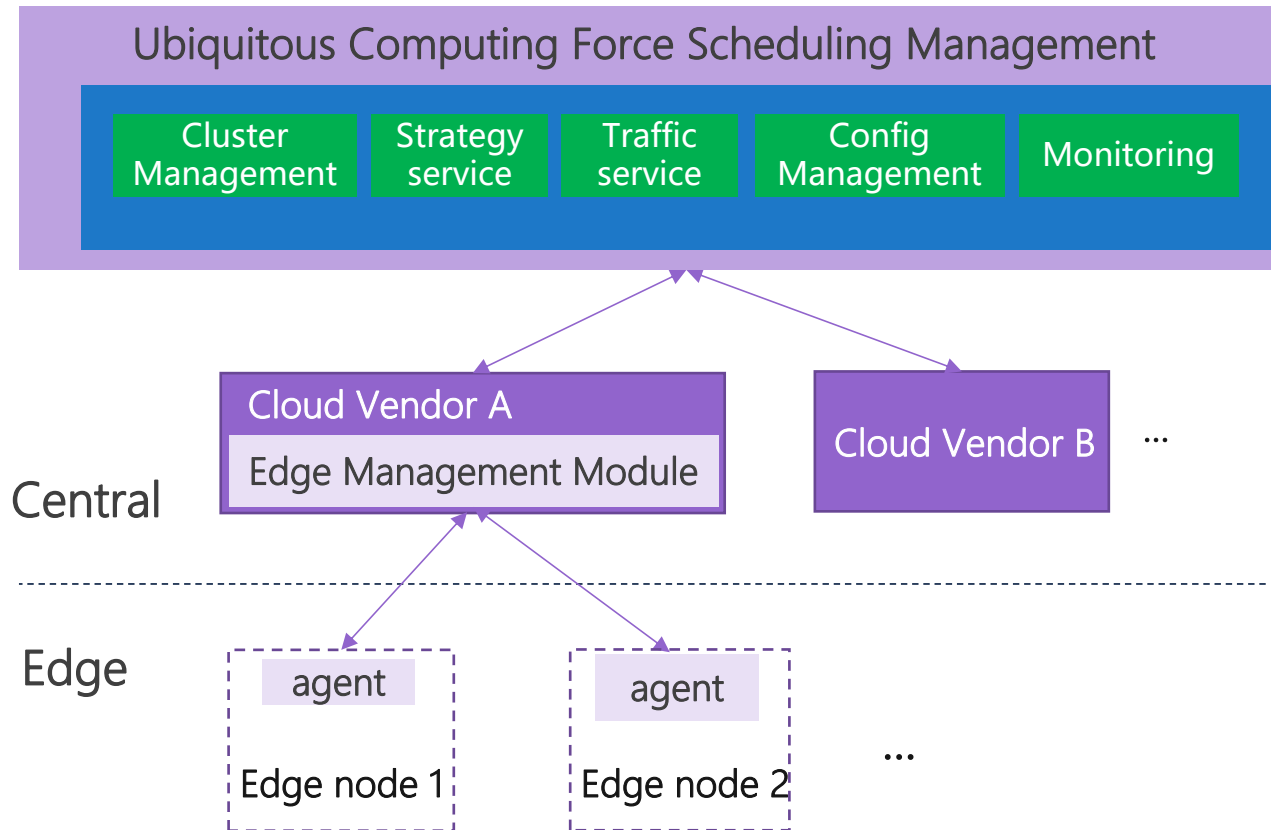 Ubiquitous Computing Force Scheduling Management
Cluster
Management
Strategy
service
Traffic
service
Config
Management
Monitoring
Cloud Vendor A
Edge Management Module
Cloud Vendor B
...
Central
Edge
agent
agent
Edge node 1
Edge node 2
...